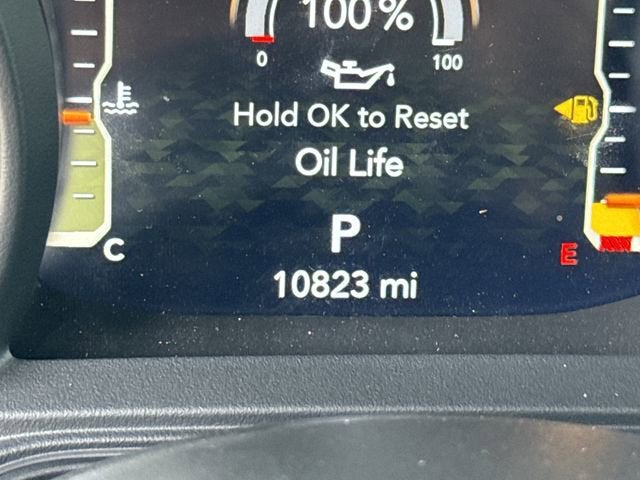 100%
0 100
Hold OK to Reset
Oil Life
P
C E
10823 mi